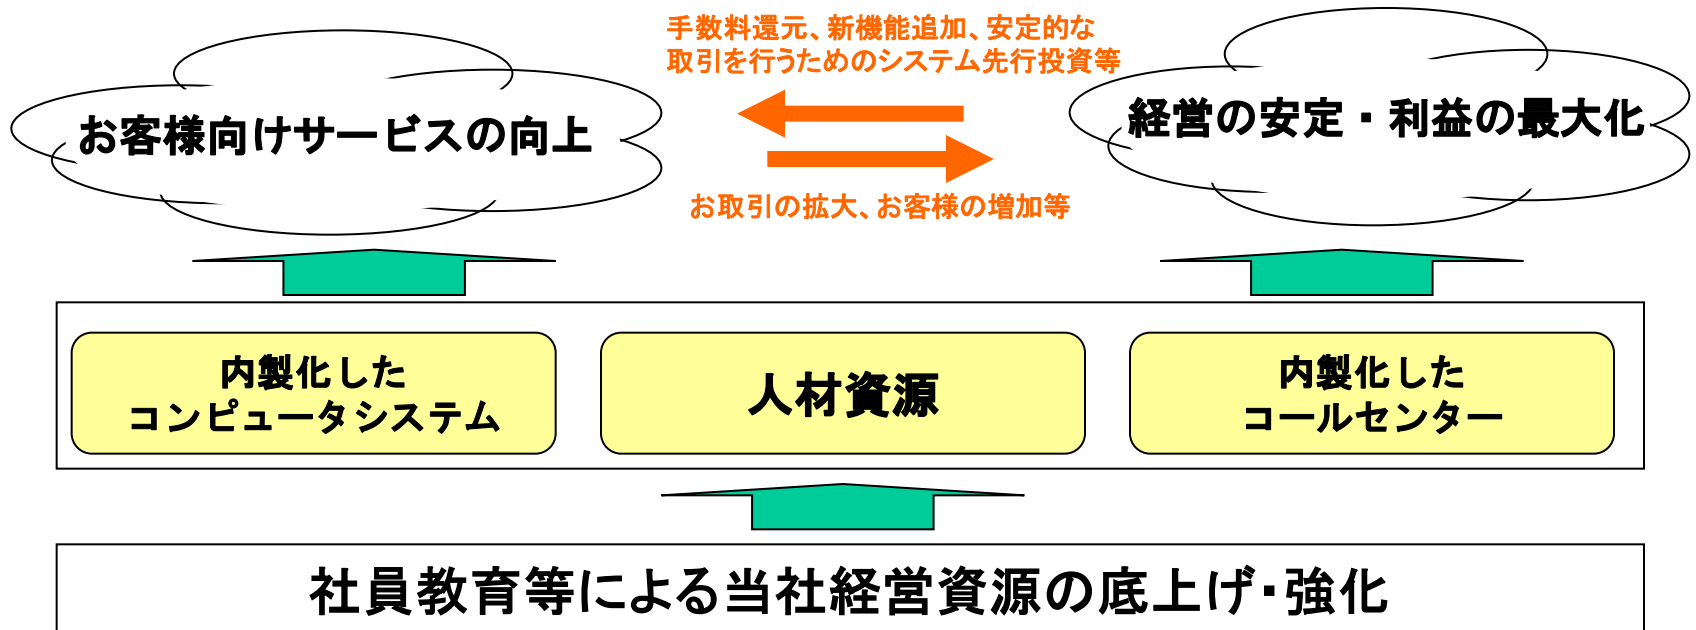 手数料還元、新機能追加、安定的な
取引を行うためのシステム先行投資等
お客様向けサービスの向上
経営の安定・利益の最大化
お取引の拡大、お客様の増加等
内製化した
コンピュータシステム
人材資源
内製化した
コールセンター
社員教育等による当社経営資源の底上げ・強化